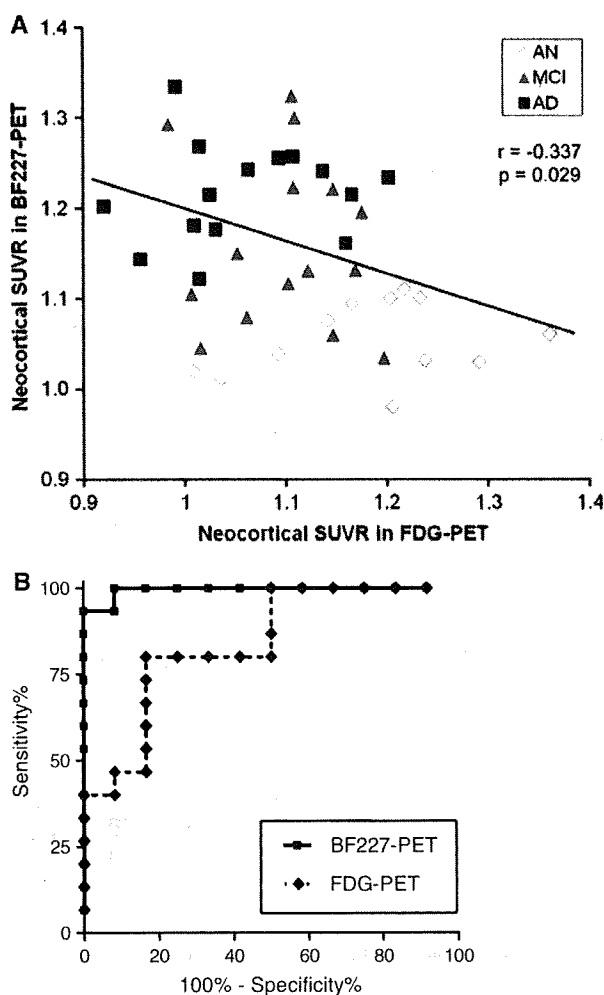 A
1.4
1.3
1.2
1.1
1.0
0.9
Neocortical SUVR in BF227-PET
AN
MCI
AD
r = -0.337
p = 0.029
0.9 1 1.1 1.2 1.3 1.4
Neocortical SUVR in FDG-PET
B
100
75
50
25
0
Sensitivity%
BF227-PET
FDG-PET
0 20 40 60 80 100
100% - Specificity%